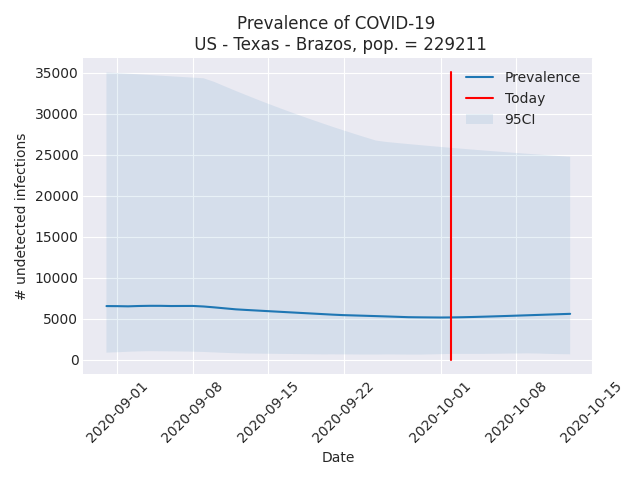 Prevalence of COVID-19
US - Texas - Brazos, pop. = 229211
35000
30000
25000
20000
15000
10000
5000
0
# undetected infections
Prevalence
Today
95CI
2020-09-01
2020-09-08
2020-09-15
2020-09-22
2020-10-01
2020-10-08
2020-10-15
Date